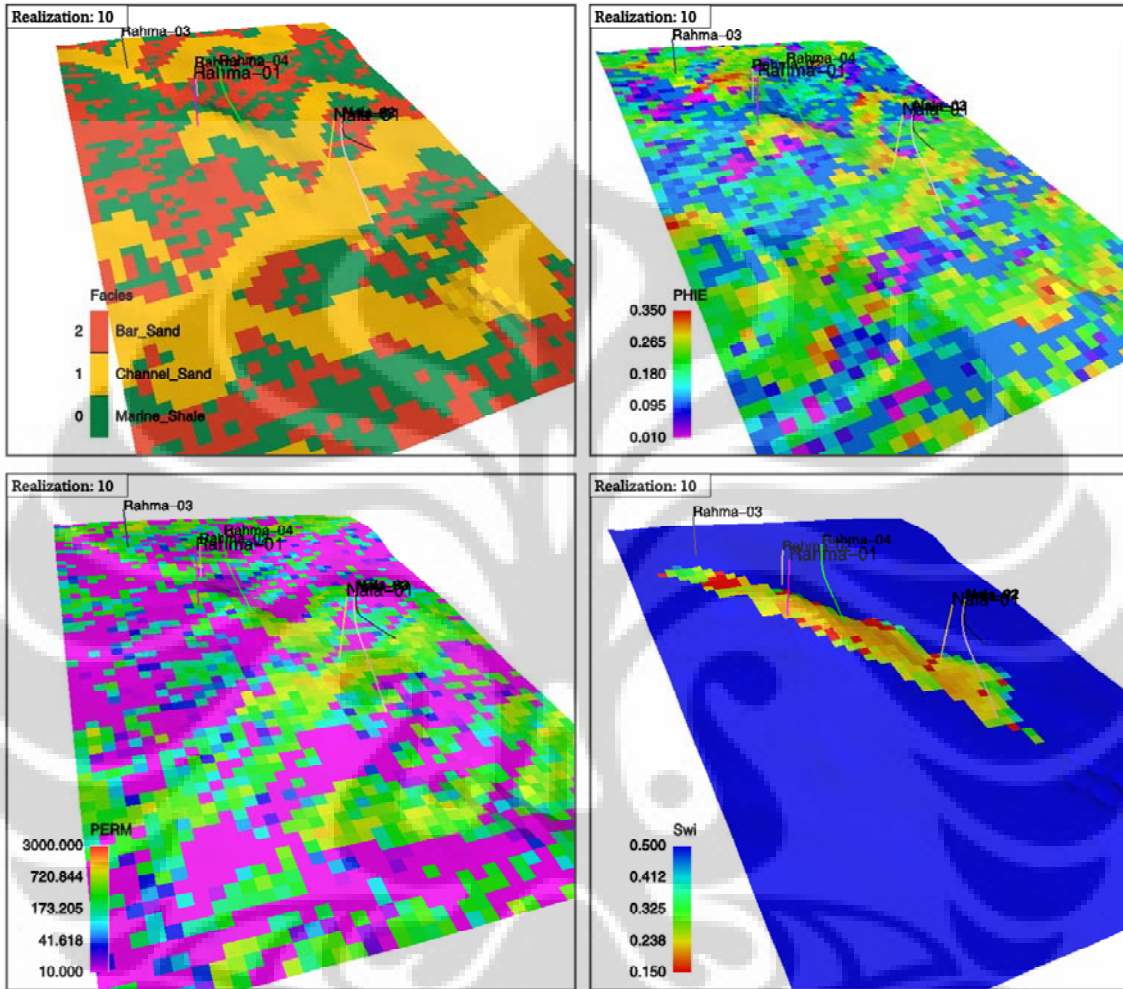 Realization: 10
Rahma-03
Rahma-04
Rahma-01
Nafa-01
Facies
2 Bar_Sand
1 Channel_Sand
0 Marine_Shale
Realization: 10
Rahma-03
Rahma-04
Rahma-01
PHIE
0.350
0.265
0.180
0.095
0.010
Realization: 10
Rahma-03
Rahma-04
Rahma-01
PERM
3000.000
720.844
173.205
41.618
10.000
Realization: 10
Rahma-03
Rahma-04
Rahma-01
Swi
0.500
0.412
0.325
0.238
0.150